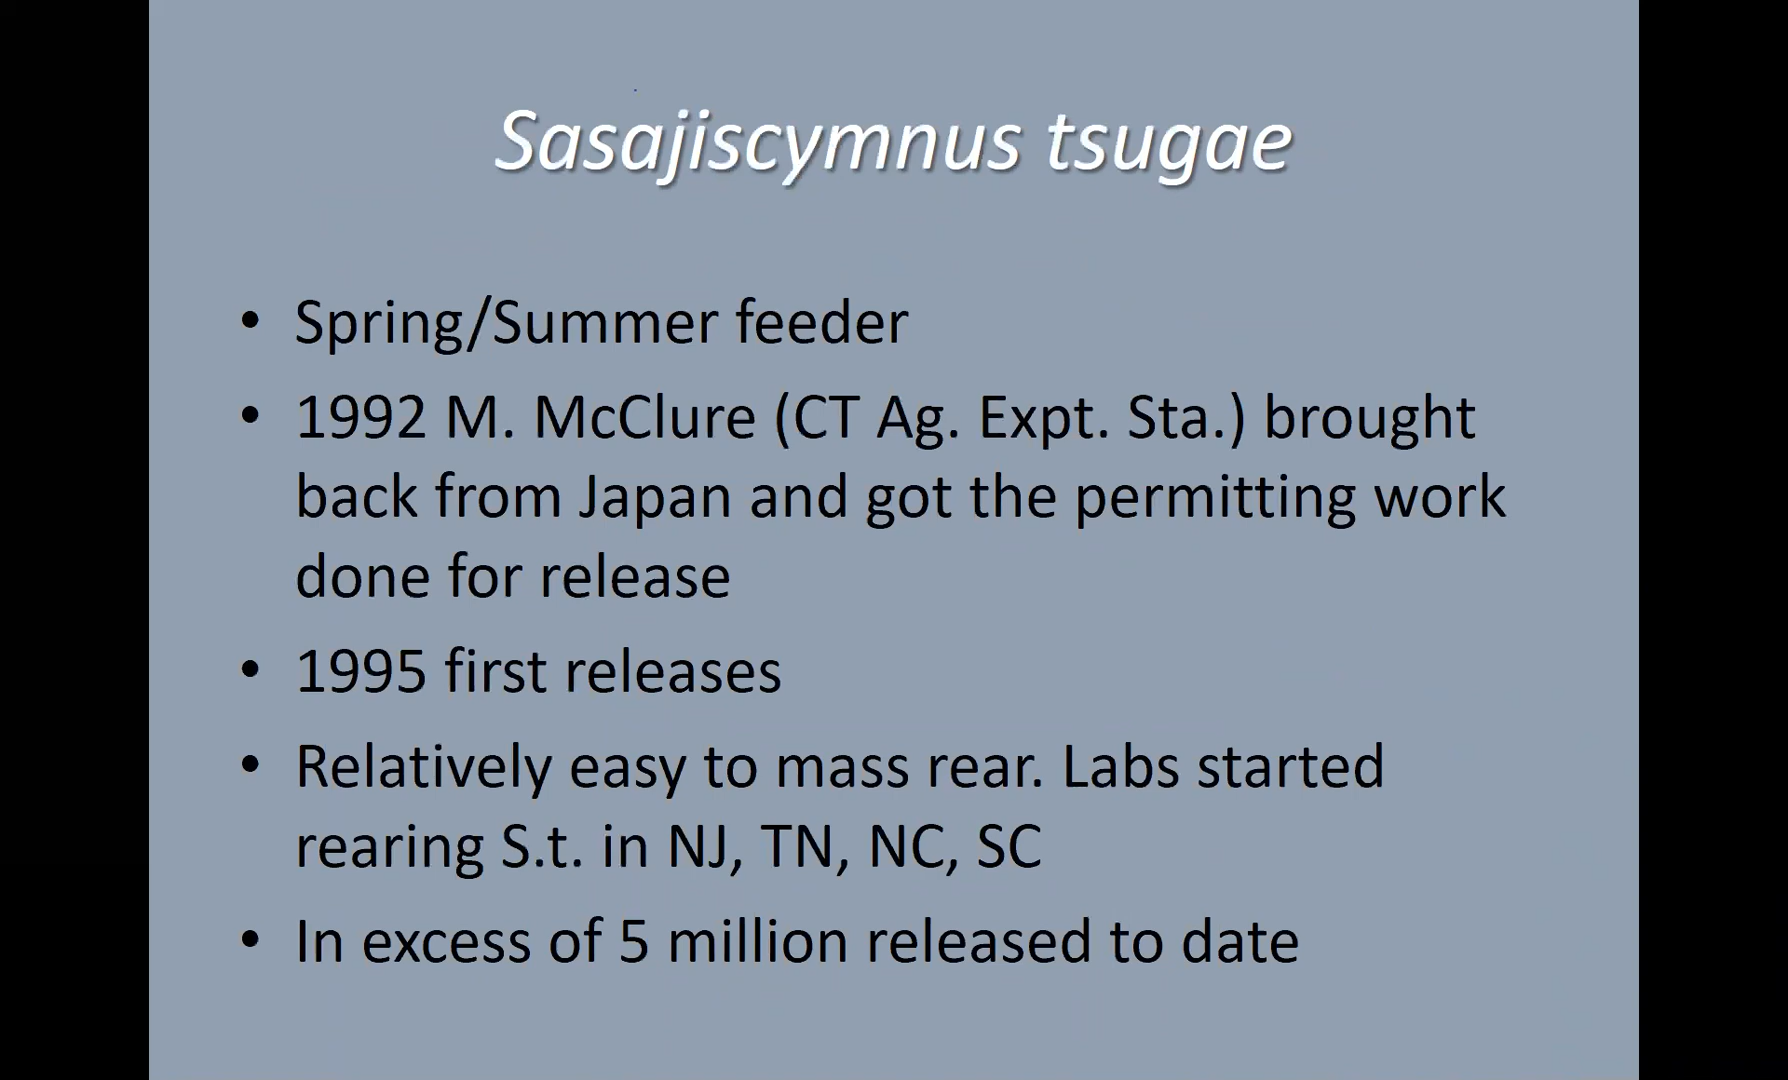 Sasajiscymnus tsugae
• Spring/Summer feeder
• 1992 M. McClure (CT Ag. Expt. Sta.) brought
back from Japan and got the permitting work
done for release
• 1995 first releases
• Relatively easy to mass rear. Labs started
rearing S.t. in NJ, TN, NC, SC
• In excess of 5 million released to date